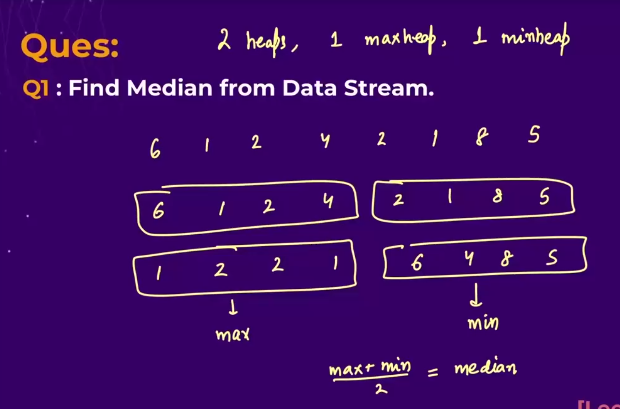 Ques: 2 heaps, 1 maxheap, 1 minheap
Q1 : Find Median from Data Stream.
6 1 2 4 2 1 8 5
6 1 2 4 2 1 8 5
1 2 2 1 6 4 8 5
max min
max + min = median
2